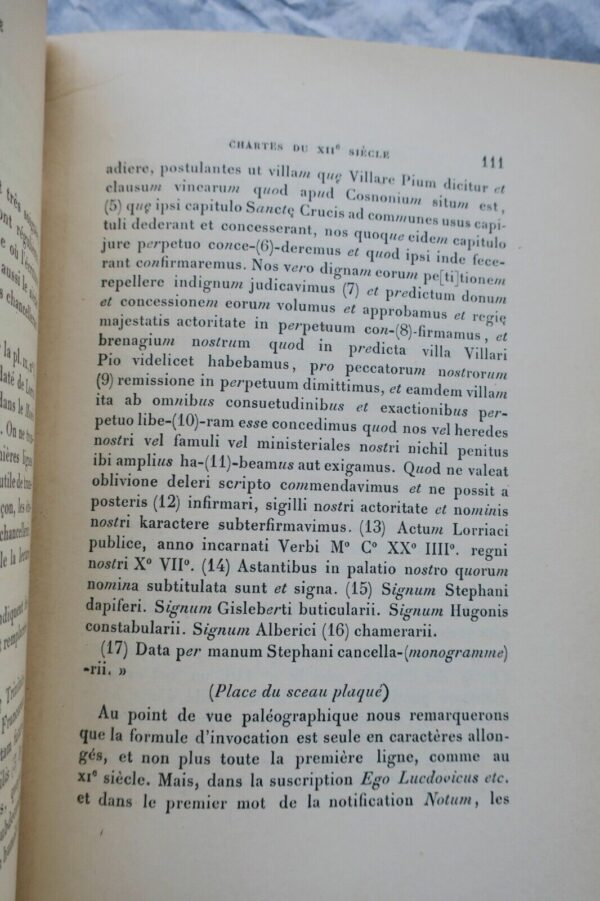 CHARTES DU XIIe SIÈCLE 111
adiere, postulantes ut villam quę Villare Pium dicitur et
clausum vinearum quod apud Cosnonium situm est,
(5) quę ipsi capitulo Sanctę Crucis ad communes usus capi-
tuli dederant et concesserant, nos quoque eidem capitulo
jure perpetuo conce-(6)-deremus et quod ipsi inde fece-
rant confirmaremus. Nos vero dignam eorum pe[ti]tionem
repellere indignum judicavimus (7) et predictum donum
et concessionem eorum volumus et approbamus et regię
majestatis actoritate in perpetuum con-(8)-firmamus, et
brenagium nostrum quod in predicta villa Villari
Pio videlicet habebamus, pro peccatorum nostrorum
(9) remissione in perpetuum dimittimus, et eamdem villam
ita ab omnibus consuetudinibus et exactionibus per-
petuo libe-(10)-ram esse concedimus quod nos vel heredes
nostri vel famuli vel ministeriales nostri nichil penitus
ibi amplius ha-(11)-beamus aut exigamus. Quod ne valeat
oblivione deleri scripto commendavimus et ne possit a
posteris (12) infirmari, sigilli nostri actoritate et nominis
nostri karactere subterfirmavimus. (13) Actum Lorriaci
publice, anno incarnati Verbi Mo Co XXo IIIIo. regni
nostri Xo VIIo. (14) Astantibus in palatio nostro quorum
nomina subtitulata sunt et signa. (15) Signum Stephani
dapiferi. Signum Gisleberti buticularii. Signum Hugonis
constabularii. Signum Alberici (16) chamerarii.
(17) Data per manum Stephani cancella-(monogramme)
-rii. »
(Place du sceau plaqué)
Au point de vue paléographique nous remarquerons
que la formule d'invocation est seule en caractères allon-
gés, et non plus toute la première ligne, comme au
XIe siècle. Mais, dans la suscription Ego Lucdovicus etc.
et dans le premier mot de la notification Notum, les